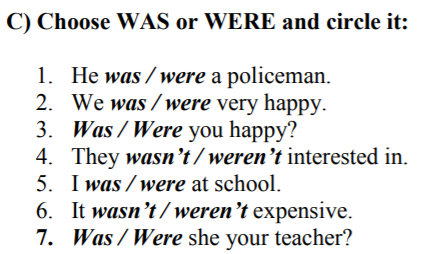 C) Choose WAS or WERE and circle it:
1. He was / were a policeman.
2. We was / were very happy.
3. Was / Were you happy?
4. They wasn’t / weren’t interested in.
5. I was / were at school.
6. It wasn’t / weren’t expensive.
7. Was / Were she your teacher?